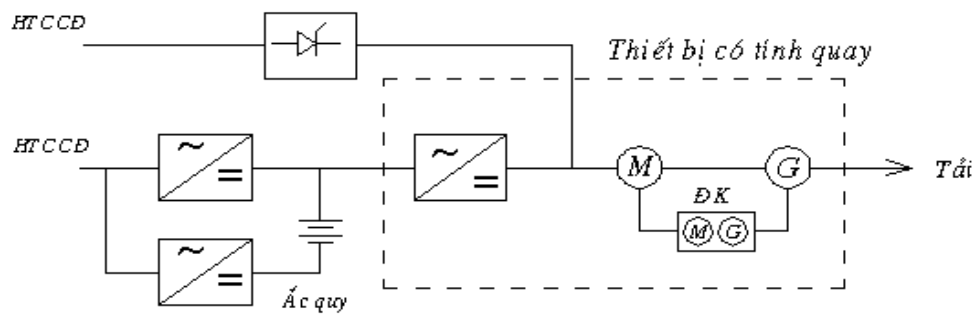 HTCCĐ
Thiết bị có tính quay
HTCCĐ
~
=
~
=
M
G
Tải
ĐK
M G
~
=
Ắc quy